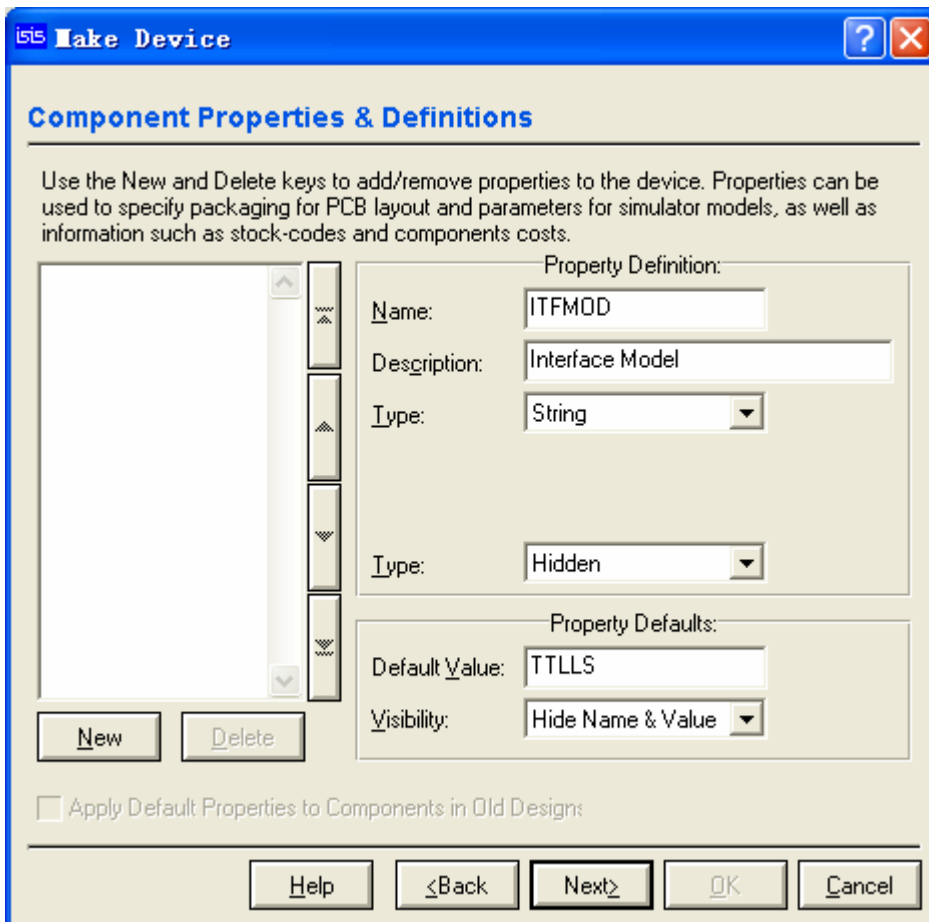 isis Make Device
Component Properties & Definitions
Use the New and Delete keys to add/remove properties to the device. Properties can be
used to specify packaging for PCB layout and parameters for simulator models, as well as
information such as stock-codes and components costs.
Property Definition:
Name: ITFMOD
Description: Interface Model
Type: String
Type: Hidden
Property Defaults:
Default Value: TTLLS
Visibility: Hide Name & Value
New Delete
Apply Default Properties to Components in Old Designs
Help <Back Next> OK Cancel